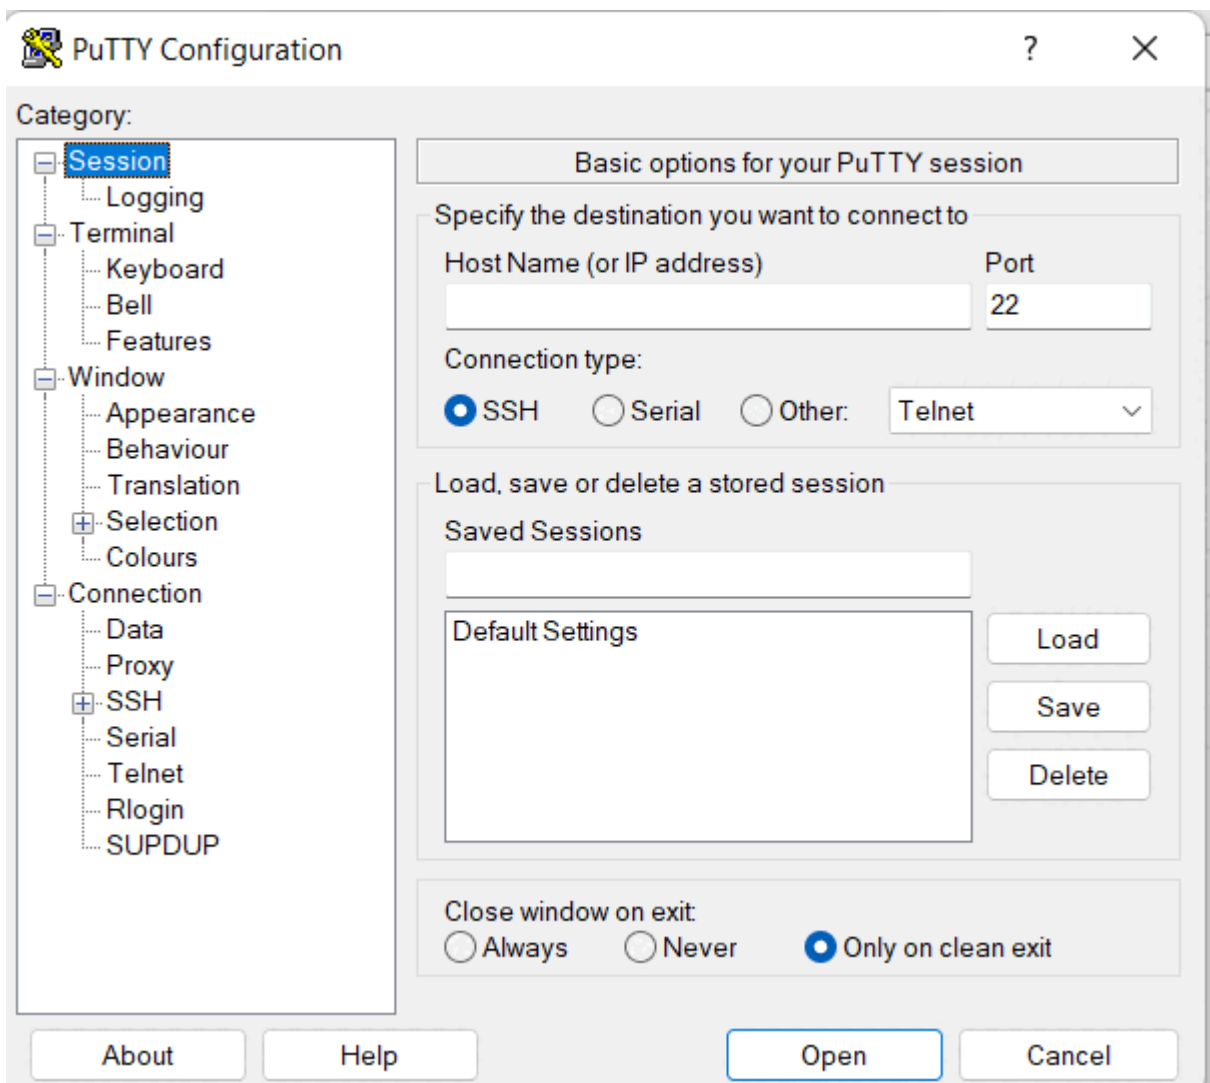 PuTTY Configuration
?
Category:
Session
Logging
Terminal
Keyboard
Bell
Features
Window
Appearance
Behaviour
Translation
Selection
Colours
Connection
Data
Proxy
SSH
Serial
Telnet
Rlogin
SUPDUP
Basic options for your PuTTY session
Specify the destination you want to connect to
Host Name (or IP address) Port
22
Connection type:
SSH Serial Other: Telnet
Load, save or delete a stored session
Saved Sessions
Default Settings
Load
Save
Delete
Close window on exit:
Always Never Only on clean exit
About Help Open Cancel